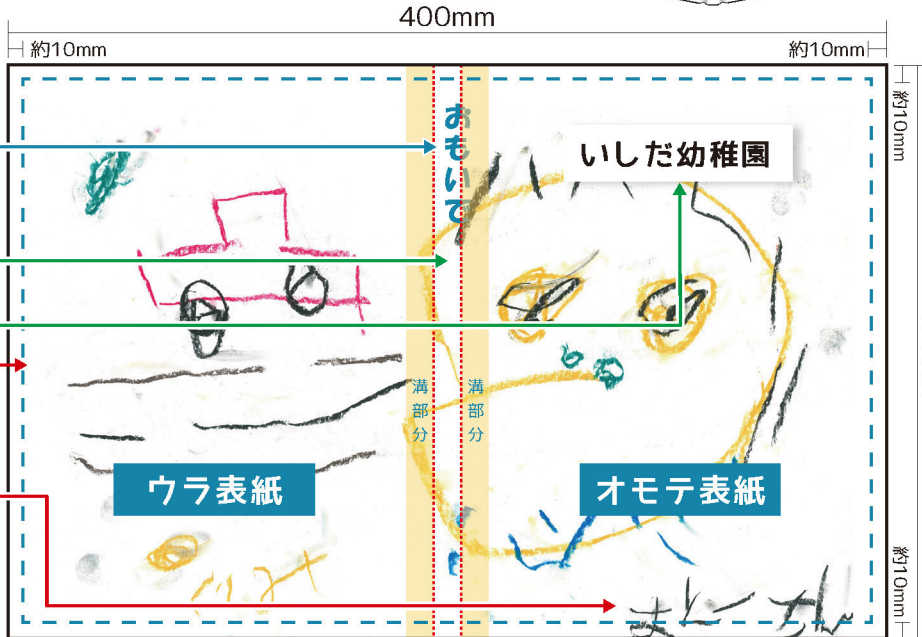 400mm
約10mm
約10mm
約10mm
おもいで
いしだ幼稚園
溝部分
溝部分
ウラ表紙
オモテ表紙
約10mm